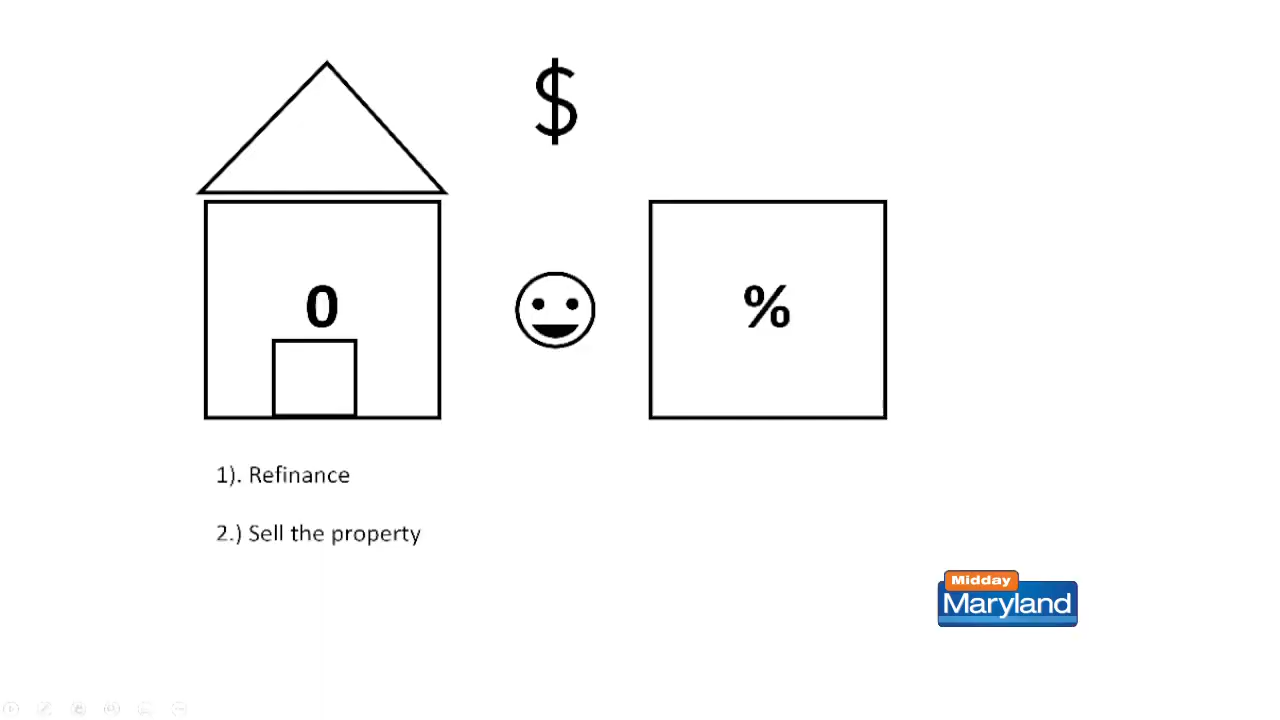 $
0
%
1). Refinance
2.) Sell the property
Midday
Maryland